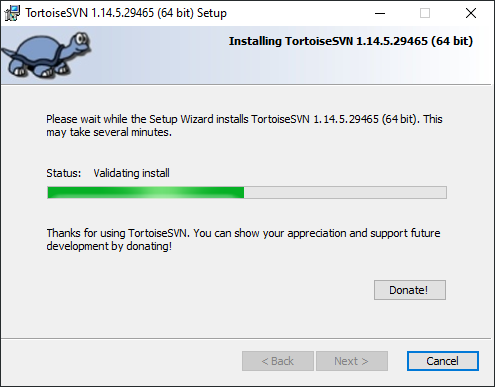 TortoiseSVN 1.14.5.29465 (64 bit) Setup
Installing TortoiseSVN 1.14.5.29465 (64 bit)
Please wait while the Setup Wizard installs TortoiseSVN 1.14.5.29465 (64 bit). This
may take several minutes.
Status: Validating install
Thanks for using TortoiseSVN. You can show your appreciation and support future
development by donating!
Donate!
< Back Next > Cancel